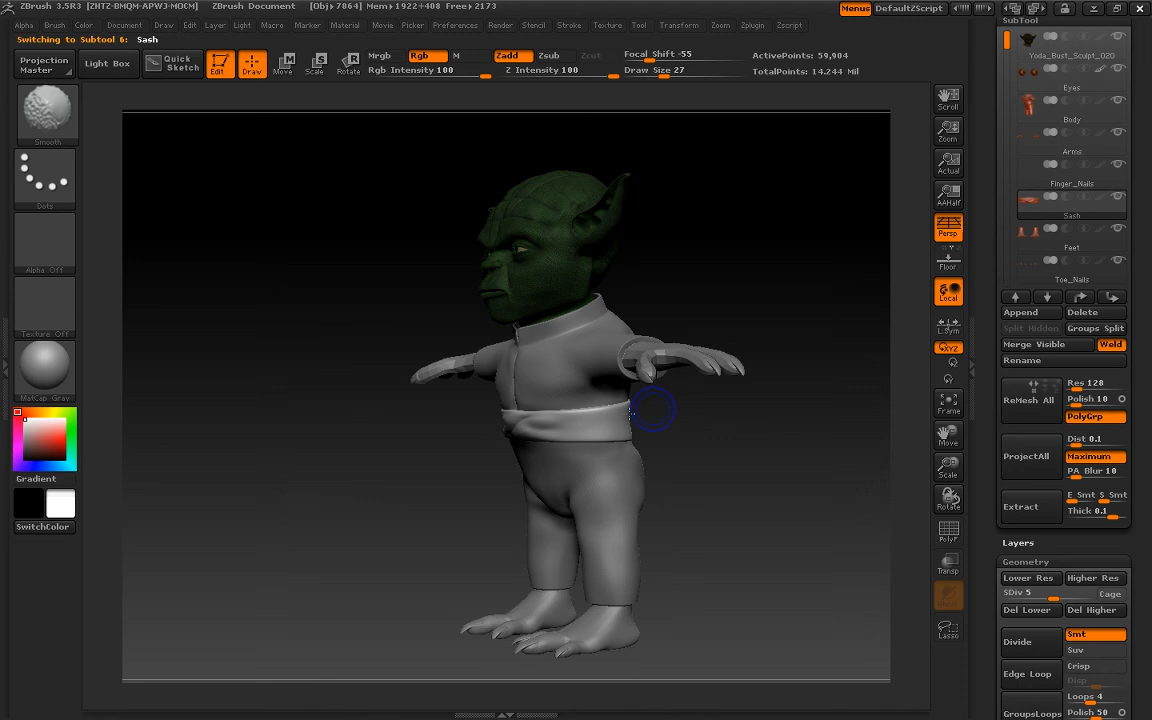 ZBrush 3.5R3 [ZHTZ-BMQM-APWJ-MOCM] ZBrush Document [Obj▸7864] Mem▸1922+408 Free▸2173 Menus DefaultZScript
Alpha Brush Color Document Draw Edit Layer Light Macro Marker Material Movie Picker Preferences Render Stencil Stroke Texture Tool Transform Zoom Zplugin Zscript
SubTool
Switching to Subtool 6: Sash
Projection Master
Light Box
Quick Sketch
Edit
Draw
Move
Scale
Rotate
Mrgb Rgb M
Rgb Intensity 100
Zadd Zsub Zcut
Z Intensity 100
Focal Shift -55
Draw Size 27
ActivePoints: 59,904
TotalPoints: 14.244 Mil
Smooth
Dots
Alpha Off
Texture Off
MatCap Gray
Gradient
SwitchColor
Scroll
Zoom
Actual
AAHalf
Persp
Floor
Local
L.Sym
XYZ
Frame
Move
Scale
Rotate
PolyF
Transp
Lasso
Yoda_Bust_Sculpt_020
Eyes
Body
Arms
Finger_Nails
Sash
Feet
Toe_Nails
Append Delete
Split Hidden Groups Split
Merge Visible Weld
Rename
ReMesh All
Res 128
Polish 10
PolyGrp
ProjectAll
Dist 0.1
Maximum
PA Blur 10
Extract
E Smt S Smt
Thick 0.1
Layers
Geometry
Lower Res Higher Res
SDiv 5 Cage
Del Lower Del Higher
Divide
Smt
Suv
Edge Loop
Crisp
Disp
GroupsLoops
Loops 4
Polish 50